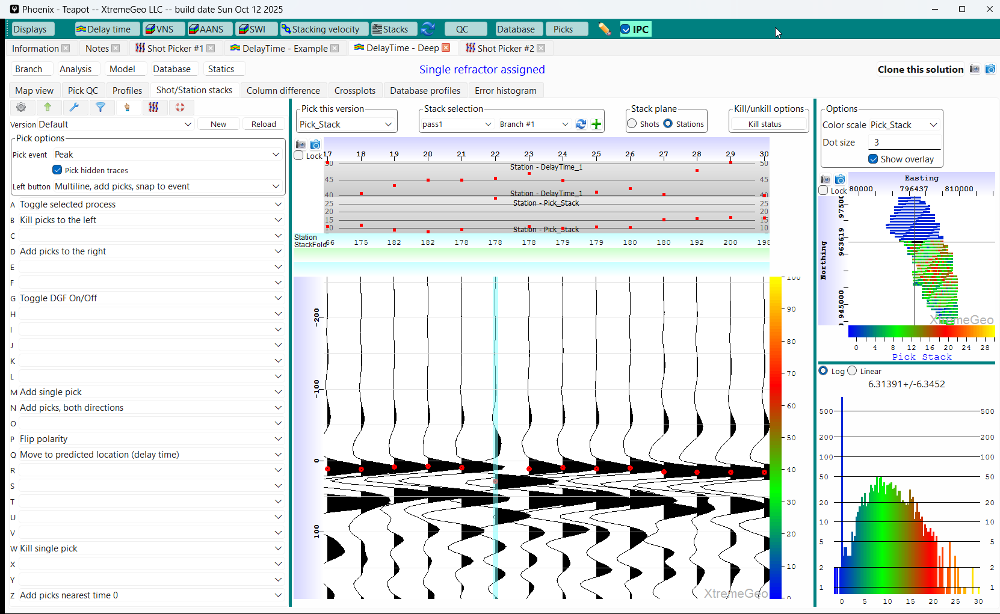 Phoenix - Teapot -- XtremeGeo LLC -- build date Sun Oct 12 2025
Displays Delay time VNS AANS SWI Stacking velocity Stacks QC Database Picks IPC
Information Notes Shot Picker #1 DelayTime - Example DelayTime - Deep Shot Picker #2
Branch Analysis Model Database Statics Single refractor assigned Clone this solution
Map view Pick QC Profiles Shot/Station stacks Column difference Crossplots Database profiles Error histogram
Version Default New Reload
Pick options
Pick event Peak
Pick hidden traces
Left button Multiline, add picks, snap to event
A Toggle selected process
B Kill picks to the left
C
D Add picks to the right
E
F
G Toggle DGF On/Off
H
I
J
K
L
M Add single pick
N Add picks, both directions
O
P Flip polarity
Q Move to predicted location (delay time)
R
S
T
U
V
W Kill single pick
X
Y
Z Add picks nearest time 0
Pick this version
Pick_Stack
Stack selection
pass1 Branch #1
Stack plane
Shots Stations
Kill/unkill options
Kill status
Lock
17 18 19 20 21 22 23 24 25 26 27 28 29 30
50 Station - DelayTime_1 50
45 45
40 Station - DelayTime_1 40
25 Station - Pick_Stack 25
20 20
15 15
10 Station - Pick_Stack 10
Station
StackFold 66 175 182 182 178 178 178 179 179 180 180 192 200 198
-200
-100
0
100
100
90
80
70
60
50
40
30
20
10
0
XtremeGeo
Options
Color scale Pick_Stack
Dot size 3
Show overlay
Lock
Easting
80000 796437 810000
Northing
97500
963619
945000
XtremeGeo
0 4 8 12 16 20 24 28
Pick Stack
Log Linear
6.31391+/-6.3452
500 500
200 200
100 100
50 50
20 20
10 10
5 5
2 2
1 1
0 5 10 15 20 25 30